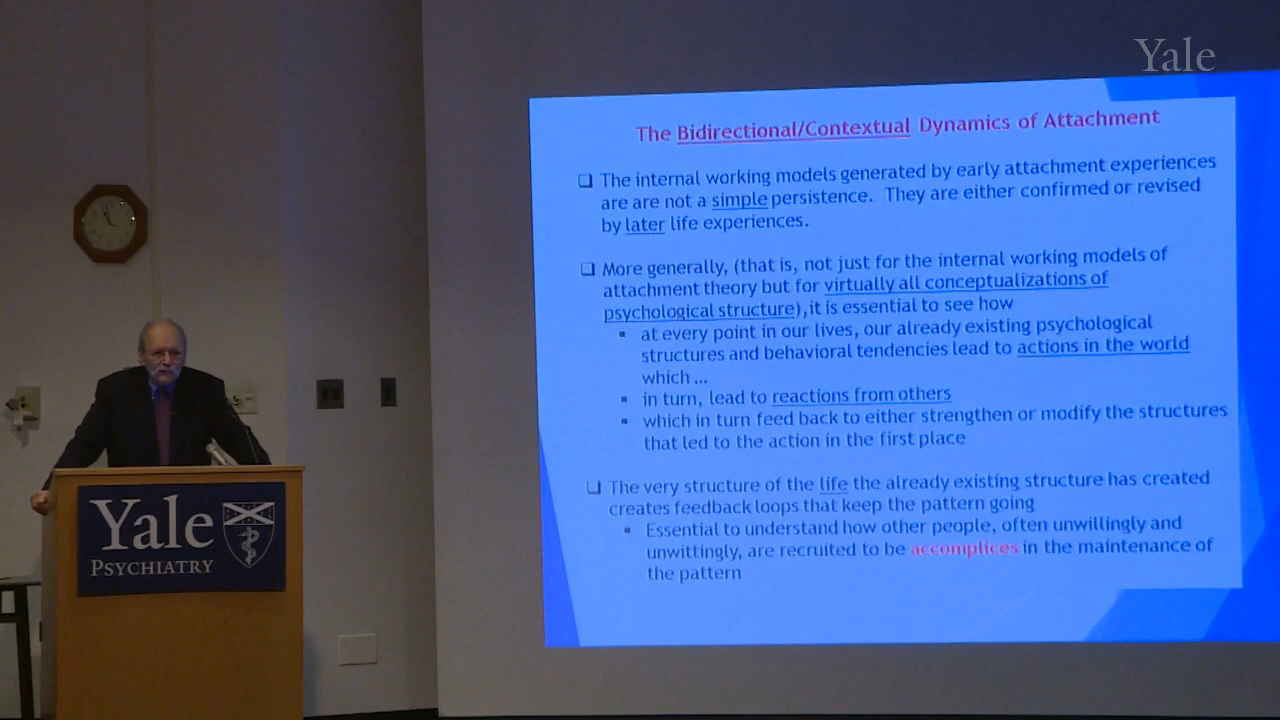 Yale
The Bidirectional/Contextual Dynamics of Attachment
❑ The internal working models generated by early attachment experiences
are are not a simple persistence. They are either confirmed or revised
by later life experiences.
❑ More generally, (that is, not just for the internal working models of
attachment theory but for virtually all conceptualizations of
psychological structure), it is essential to see how
▪ at every point in our lives, our already existing psychological
structures and behavioral tendencies lead to actions in the world
which ...
▪ in turn, lead to reactions from others
▪ which in turn feed back to either strengthen or modify the structures
that led to the action in the first place
❑ The very structure of the life the already existing structure has created
creates feedback loops that keep the pattern going
▪ Essential to understand how other people, often unwillingly and
unwittingly, are recruited to be accomplices in the maintenance of
the pattern
Yale
PSYCHIATRY